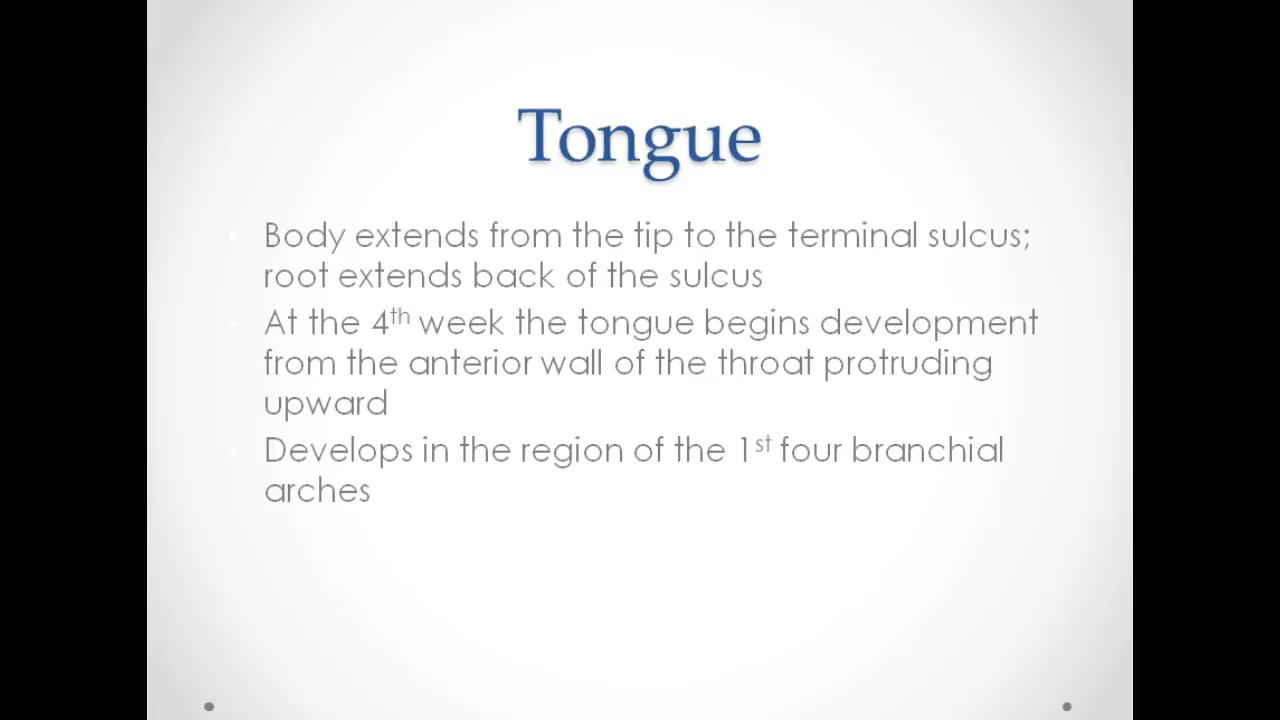 Tongue
Body extends from the tip to the terminal sulcus;
root extends back of the sulcus
At the 4th week the tongue begins development
from the anterior wall of the throat protruding
upward
Develops in the region of the 1st four branchial
arches